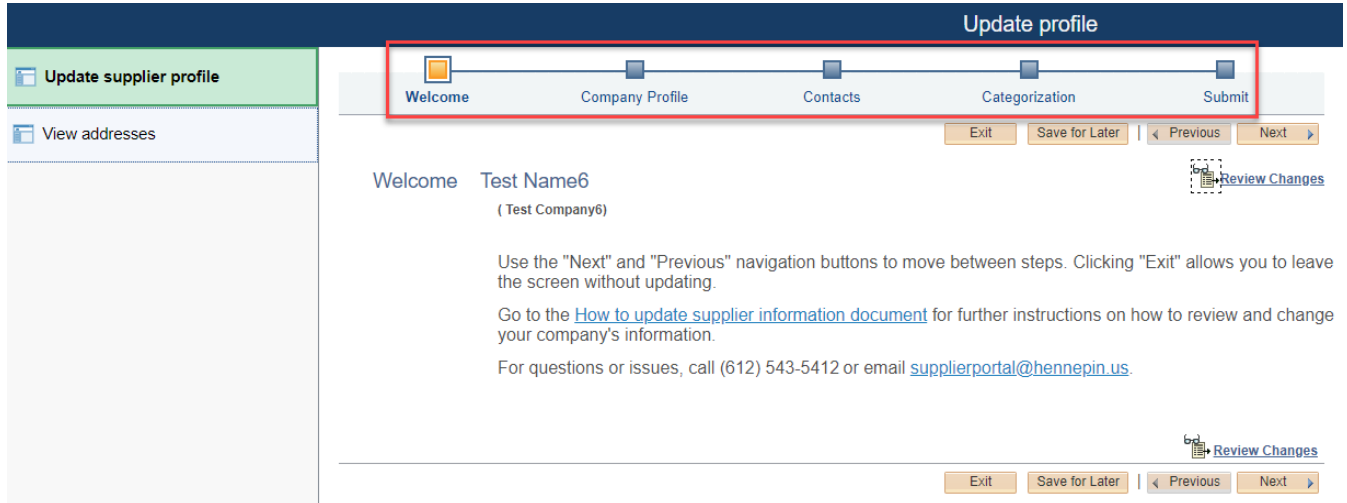 Update profile
Update supplier profile
View addresses
Welcome Company Profile Contacts Categorization Submit
Exit Save for Later | Previous Next
Welcome Test Name6 Review Changes
( Test Company6)
Use the "Next" and "Previous" navigation buttons to move between steps. Clicking "Exit" allows you to leave
the screen without updating.
Go to the How to update supplier information document for further instructions on how to review and change
your company's information.
For questions or issues, call (612) 543-5412 or email supplierportal@hennepin.us.
Review Changes
Exit Save for Later | Previous Next